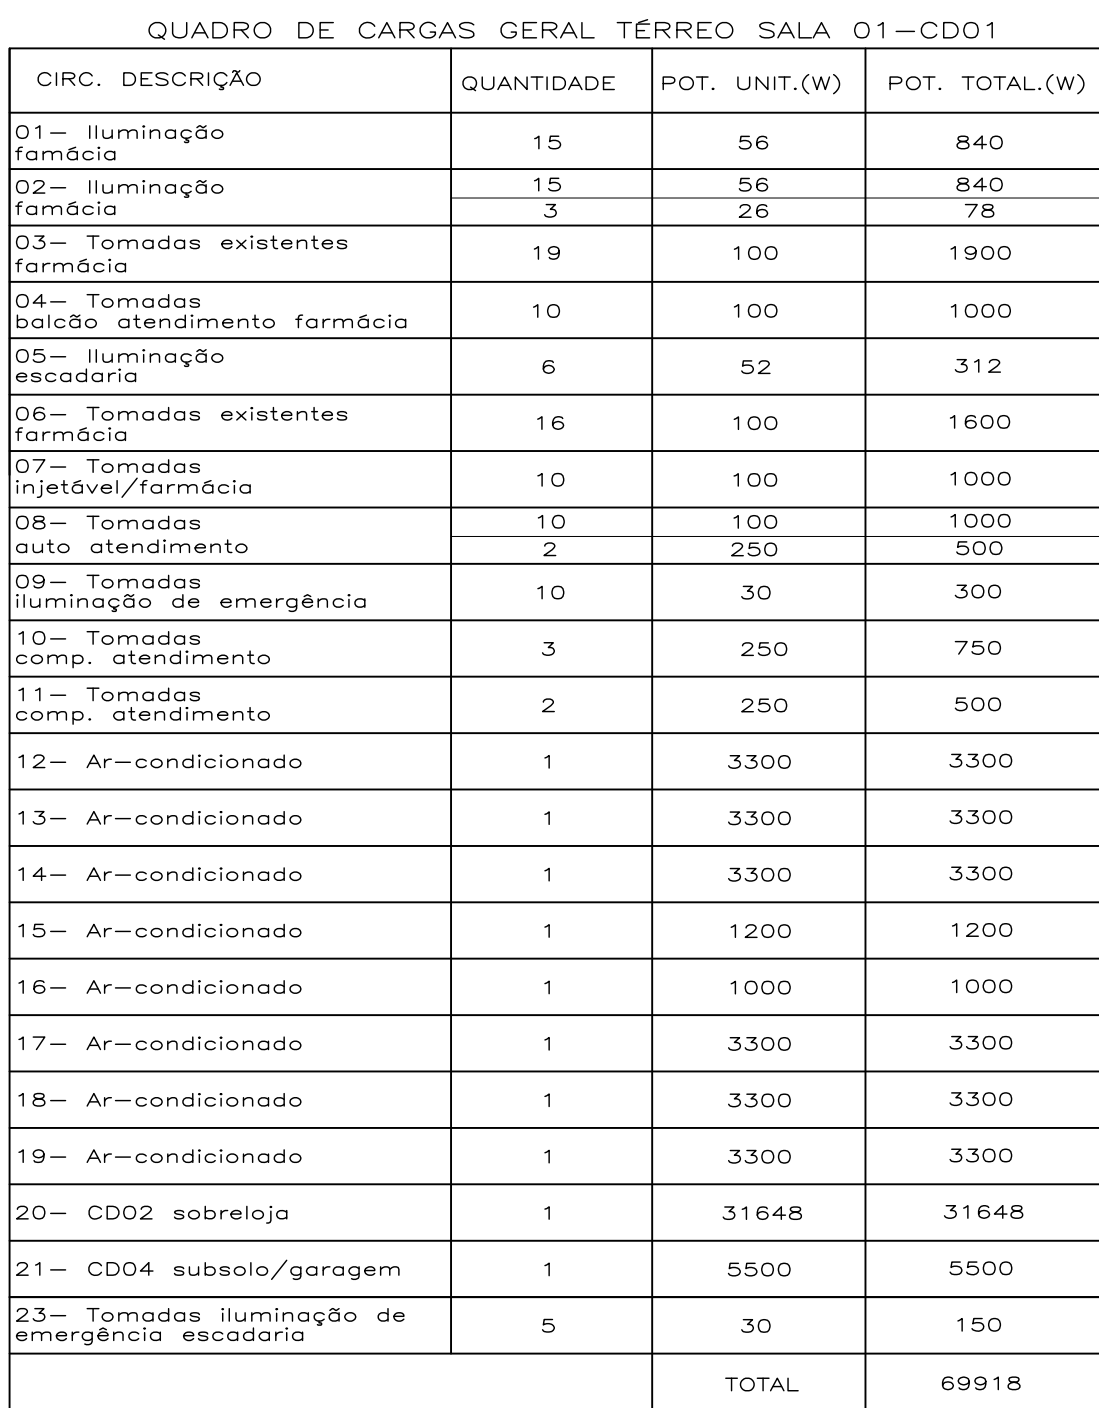 QUADRO DE CARGAS GERAL TÉRREO SALA 01-CD01
CIRC. DESCRIÇÃO QUANTIDADE POT. UNIT.(W) POT. TOTAL.(W)
01- Iluminação
famácia 15 56 840
02- Iluminação 15 56 840
famácia 3 26 78
03- Tomadas existentes
farmácia 19 100 1900
04- Tomadas
balcão atendimento farmácia 10 100 1000
05- Iluminação
escadaria 6 52 312
06- Tomadas existentes
farmácia 16 100 1600
07- Tomadas
injetável/farmácia 10 100 1000
08- Tomadas 10 100 1000
auto atendimento 2 250 500
09- Tomadas
iluminação de emergência 10 30 300
10- Tomadas
comp. atendimento 3 250 750
11- Tomadas
comp. atendimento 2 250 500
12- Ar-condicionado 1 3300 3300
13- Ar-condicionado 1 3300 3300
14- Ar-condicionado 1 3300 3300
15- Ar-condicionado 1 1200 1200
16- Ar-condicionado 1 1000 1000
17- Ar-condicionado 1 3300 3300
18- Ar-condicionado 1 3300 3300
19- Ar-condicionado 1 3300 3300
20- CD02 sobreloja 1 31648 31648
21- CD04 subsolo/garagem 1 5500 5500
23- Tomadas iluminação de
emergência escadaria 5 30 150
TOTAL 69918